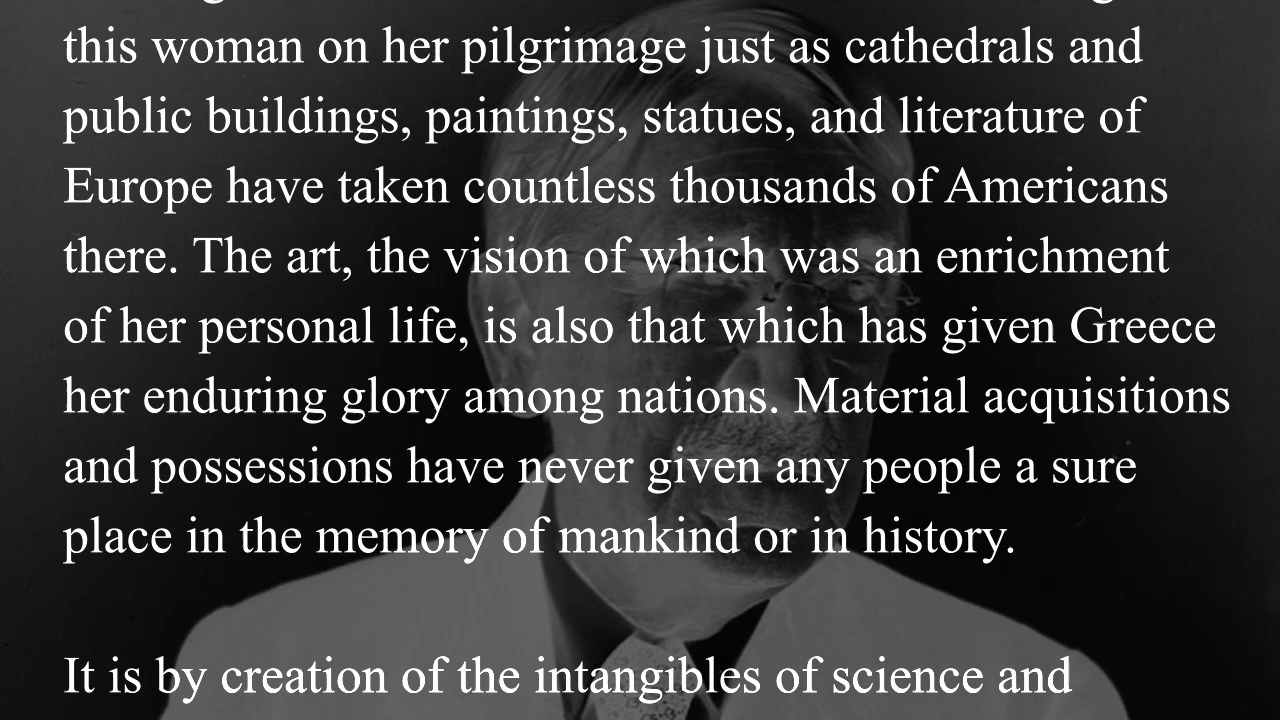 this woman on her pilgrimage just as cathedrals and
public buildings, paintings, statues, and literature of
Europe have taken countless thousands of Americans
there. The art, the vision of which was an enrichment
of her personal life, is also that which has given Greece
her enduring glory among nations. Material acquisitions
and possessions have never given any people a sure
place in the memory of mankind or in history.
It is by creation of the intangibles of science and